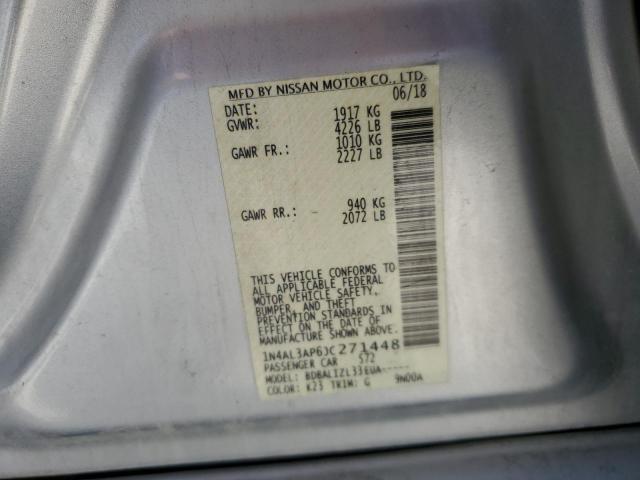 MFD BY NISSAN MOTOR CO., LTD.
DATE: 06/18
GVWR: 1917 KG
4226 LB
GAWR FR.: 1010 KG
2227 LB
GAWR RR.: 940 KG
2072 LB
THIS VEHICLE CONFORMS TO
ALL APPLICABLE FEDERAL
MOTOR VEHICLE SAFETY,
BUMPER, AND THEFT
PREVENTION STANDARDS IN
EFFECT ON THE DATE OF
MANUFACTURE SHOWN ABOVE.
1N4AL3AP6JC271448
PASSENGER CAR 572
MODEL: BDBALIZL33EUA-----
COLOR: K23 TRIM: G 9N00A